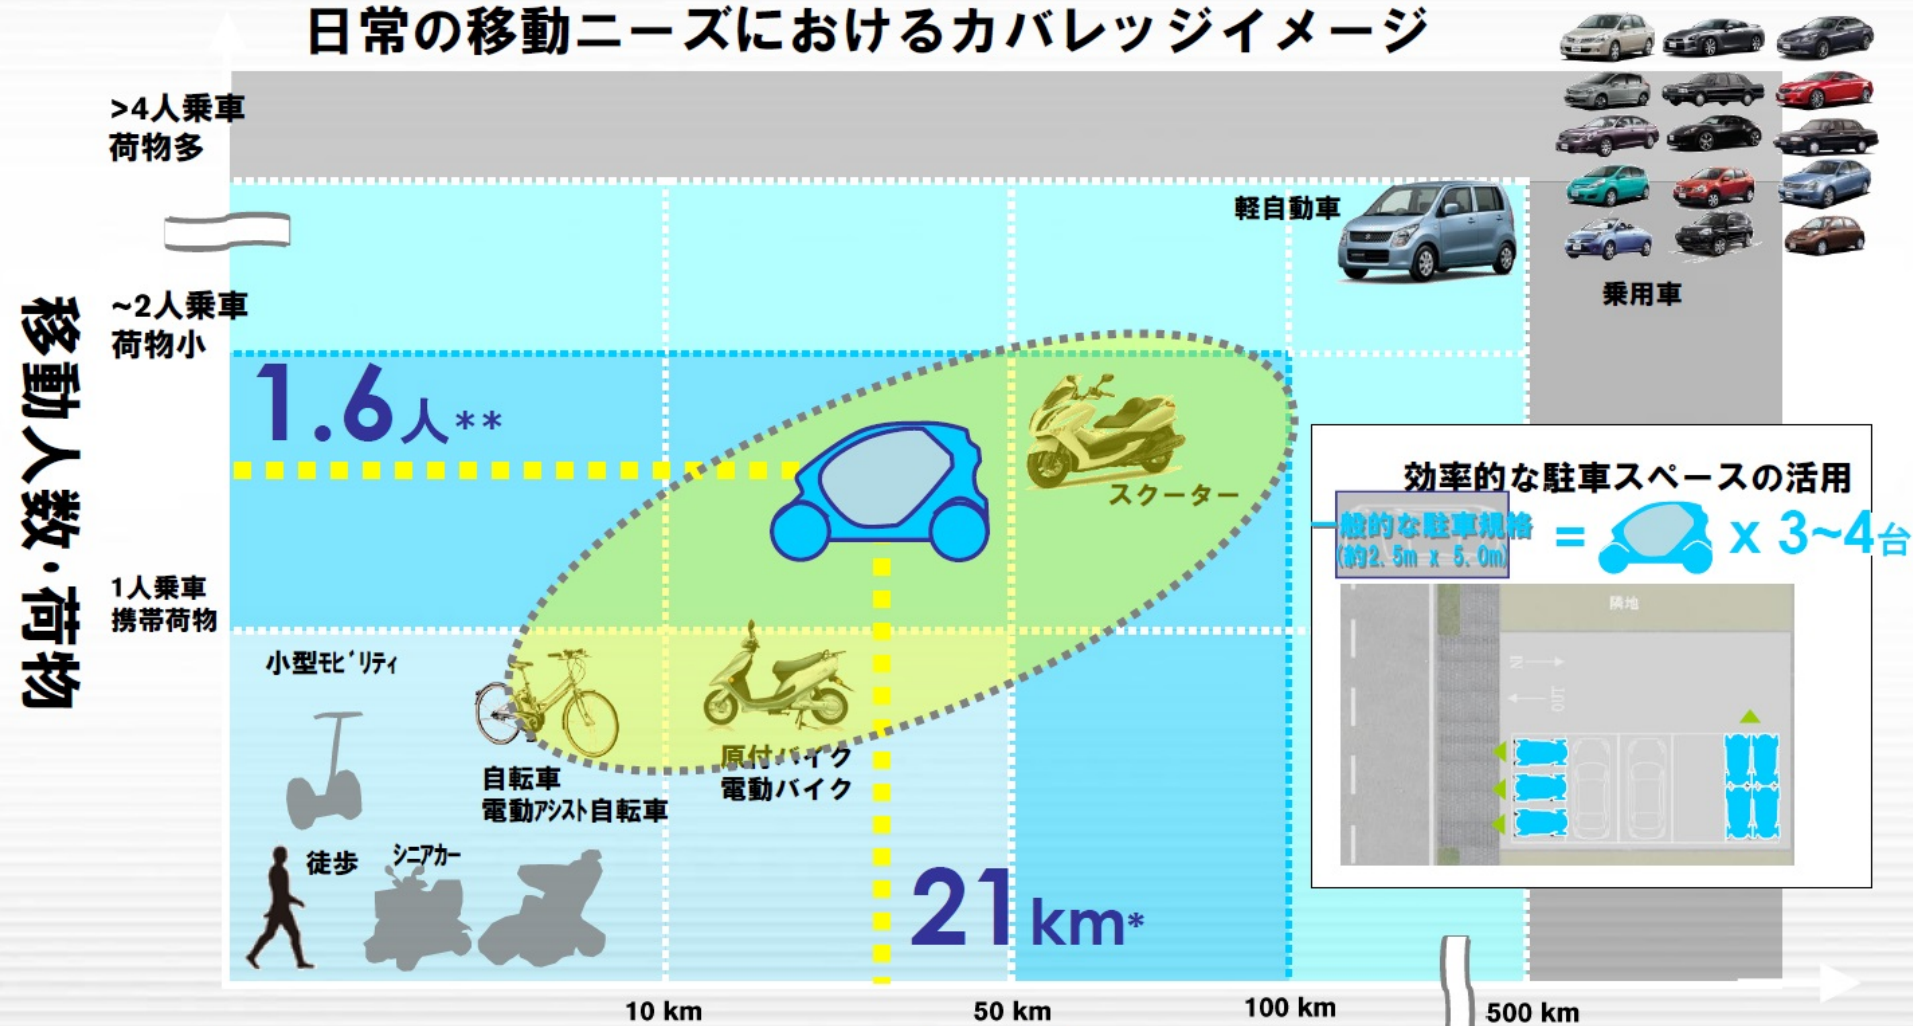 日常の移動ニーズにおけるカバレッジイメージ
>4人乗車
荷物多
軽自動車
乗用車
~2人乗車
荷物小
移動人数・荷物
1.6人**
スクーター
効率的な駐車スペースの活用
一般的な駐車規格
(約2.5m x 5.0m)
= x 3~4台
隣地
IN
OUT
1人乗車
携帯荷物
小型モビリティ
自転車
電動アシスト自転車
原付バイク
電動バイク
徒歩
シニアカー
21km*
10 km
50 km
100 km
500 km